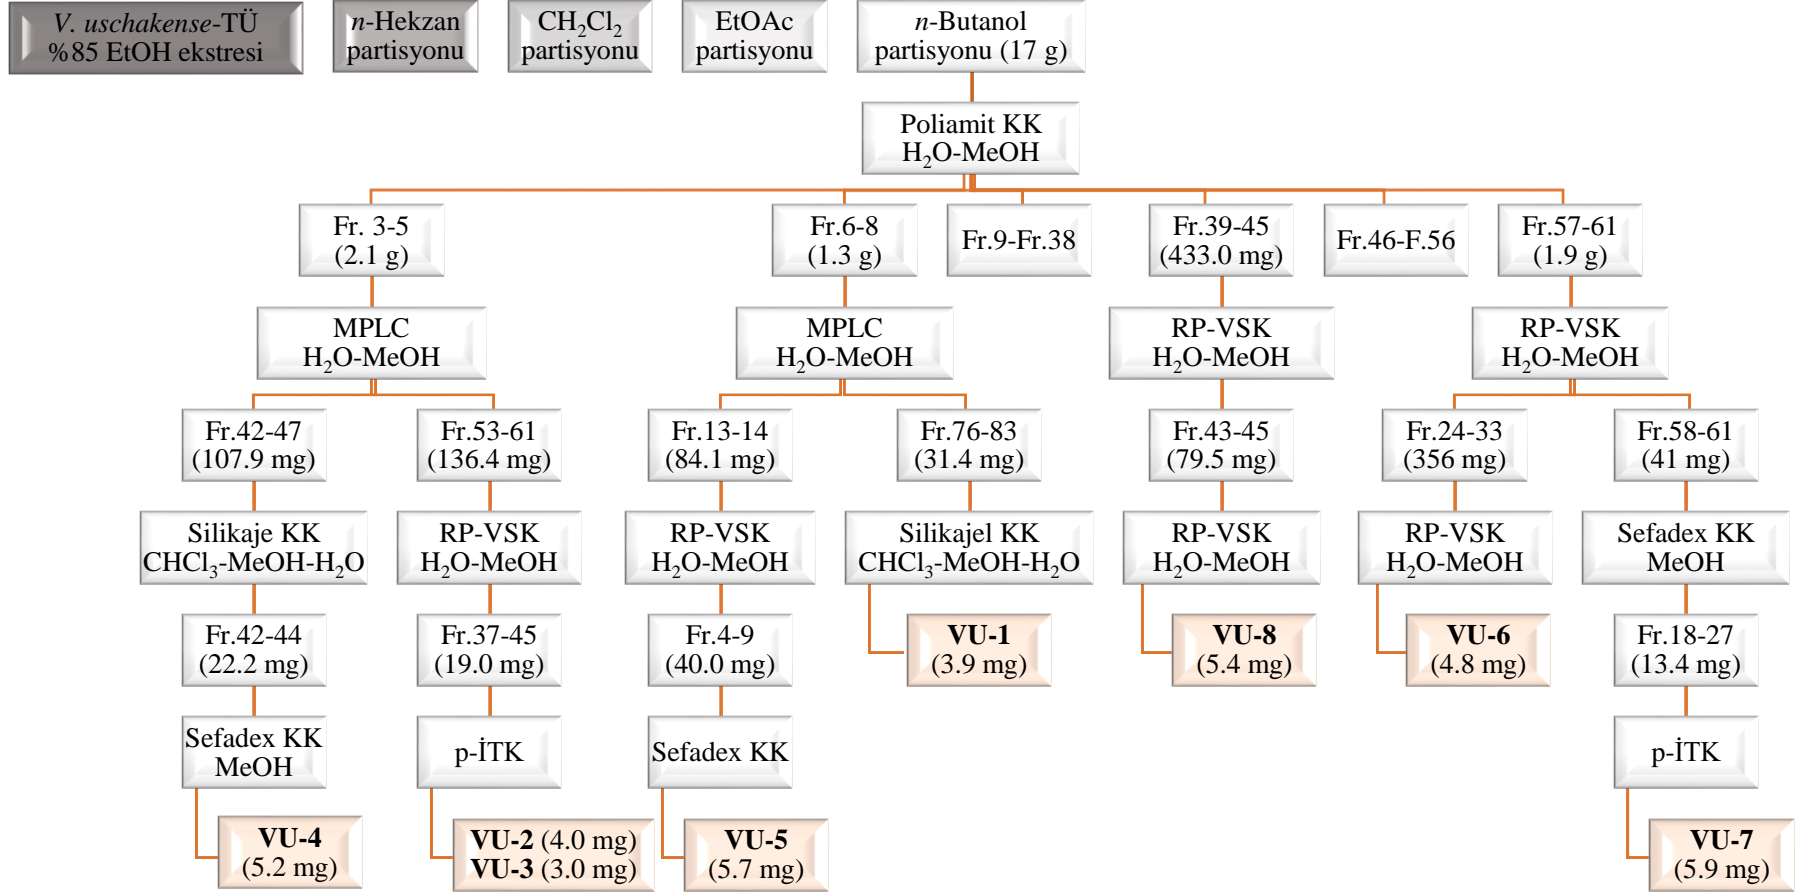 V. uschakense-TÜ
%85 EtOH ekstresi
n-Hekzan
partisyonu
CH₂Cl₂
partisyonu
EtOAc
partisyonu
n-Butanol
partisyonu (17 g)
Poliamit KK
H₂O-MeOH
Fr. 3-5
(2.1 g)
Fr.6-8
(1.3 g)
Fr.9-Fr.38
Fr.39-45
(433.0 mg)
Fr.46-F.56
Fr.57-61
(1.9 g)
MPLC
H₂O-MeOH
MPLC
H₂O-MeOH
RP-VSK
H₂O-MeOH
RP-VSK
H₂O-MeOH
Fr.42-47
(107.9 mg)
Fr.53-61
(136.4 mg)
Fr.13-14
(84.1 mg)
Fr.76-83
(31.4 mg)
Fr.43-45
(79.5 mg)
Fr.24-33
(356 mg)
Fr.58-61
(41 mg)
Silikaje KK
CHCl₃-MeOH-H₂O
RP-VSK
H₂O-MeOH
RP-VSK
H₂O-MeOH
Silikajel KK
CHCl₃-MeOH-H₂O
RP-VSK
H₂O-MeOH
RP-VSK
H₂O-MeOH
Sefadex KK
MeOH
Fr.42-44
(22.2 mg)
Fr.37-45
(19.0 mg)
Fr.4-9
(40.0 mg)
VU-1
(3.9 mg)
VU-8
(5.4 mg)
VU-6
(4.8 mg)
Fr.18-27
(13.4 mg)
Sefadex KK
MeOH
p-İTK
Sefadex KK
p-İTK
VU-4
(5.2 mg)
VU-2 (4.0 mg)
VU-3 (3.0 mg)
VU-5
(5.7 mg)
VU-7
(5.9 mg)